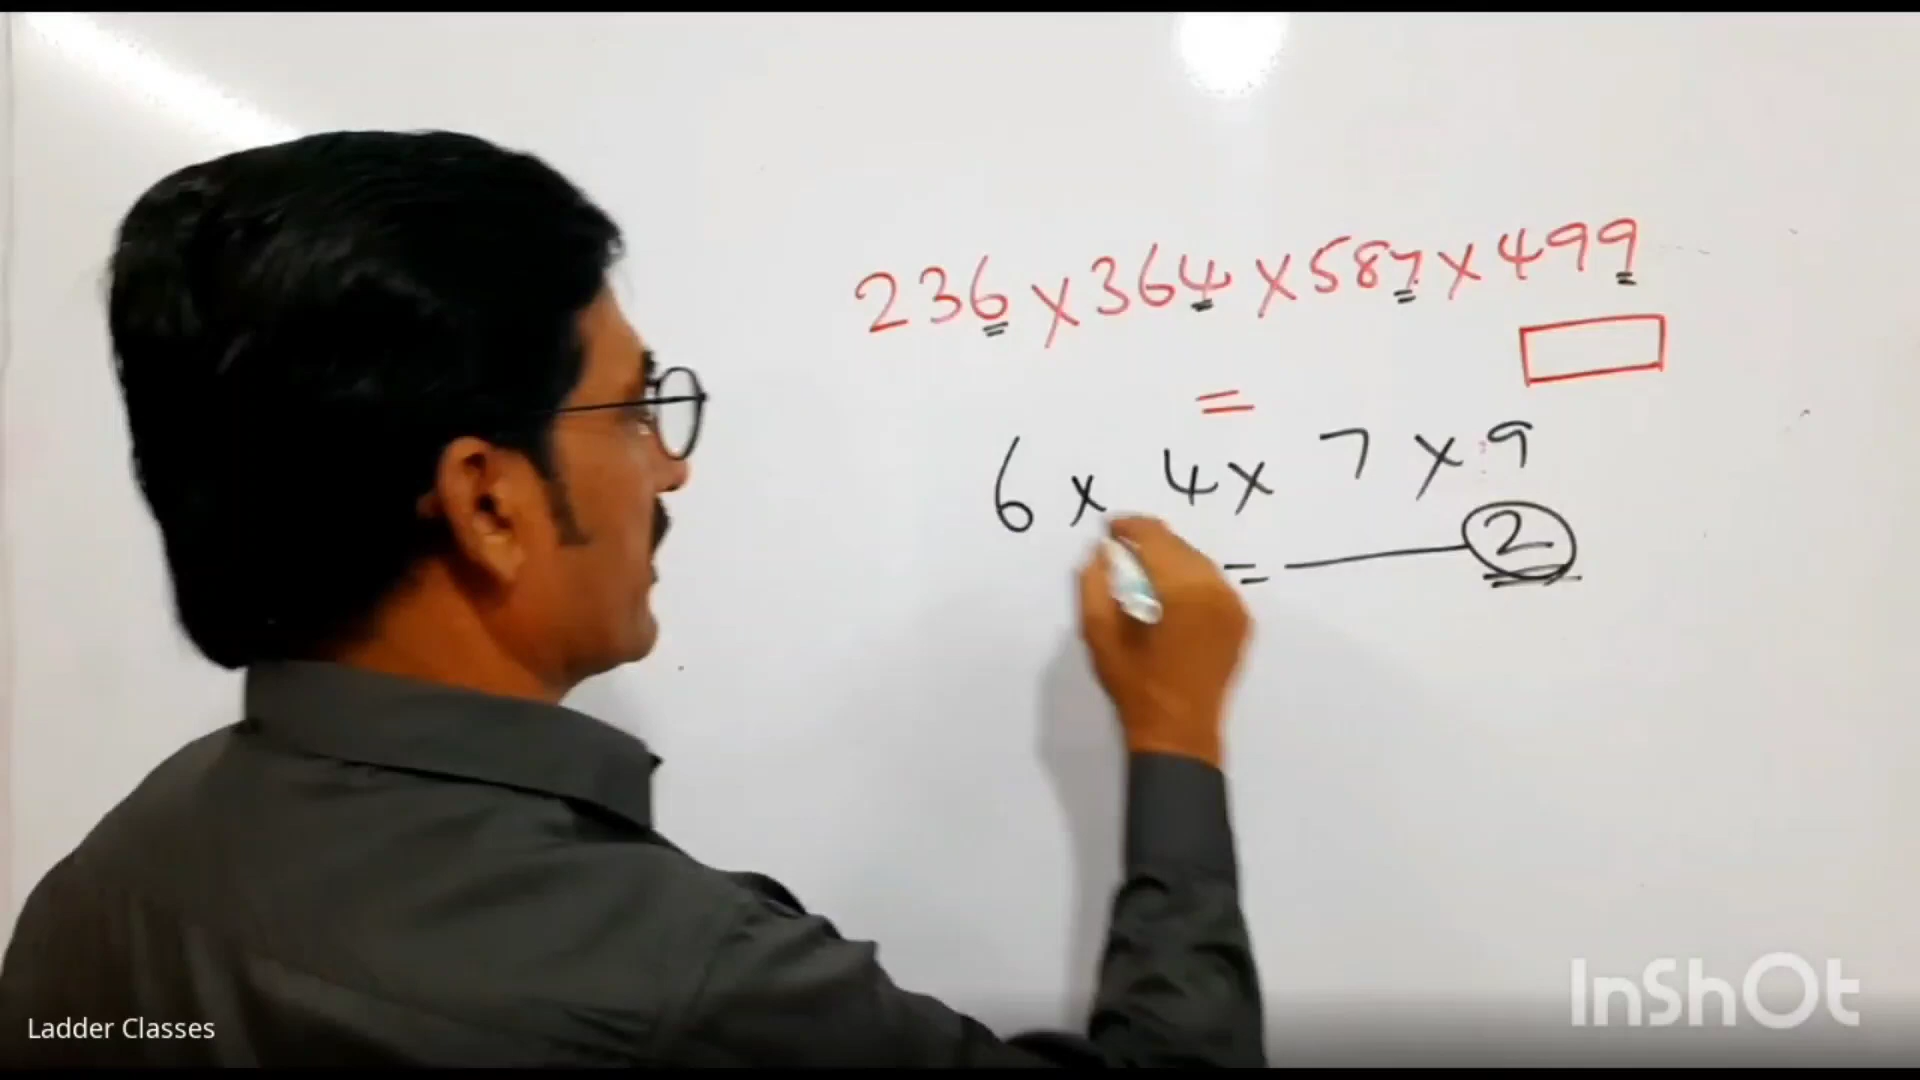 236 × 364 × 587 × 499
=
6 × 4 × 7 × 9
= 2
Ladder Classes
InShOt